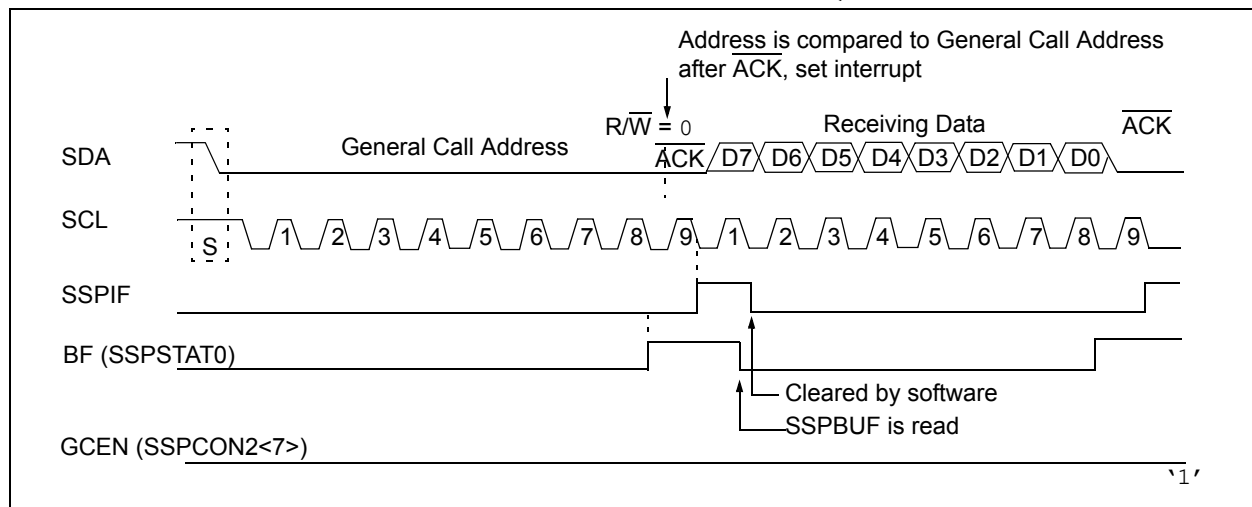 Address is compared to General Call Address
after ACK, set interrupt
R/W = 0
Receiving Data
ACK
SDA
General Call Address
ACK
D7 D6 D5 D4 D3 D2 D1 D0
SCL
S
1 2 3 4 5 6 7 8 9 1 2 3 4 5 6 7 8 9
SSPIF
BF (SSPSTAT0)
Cleared by software
SSPBUF is read
GCEN (SSPCON2<7>)
‘1’